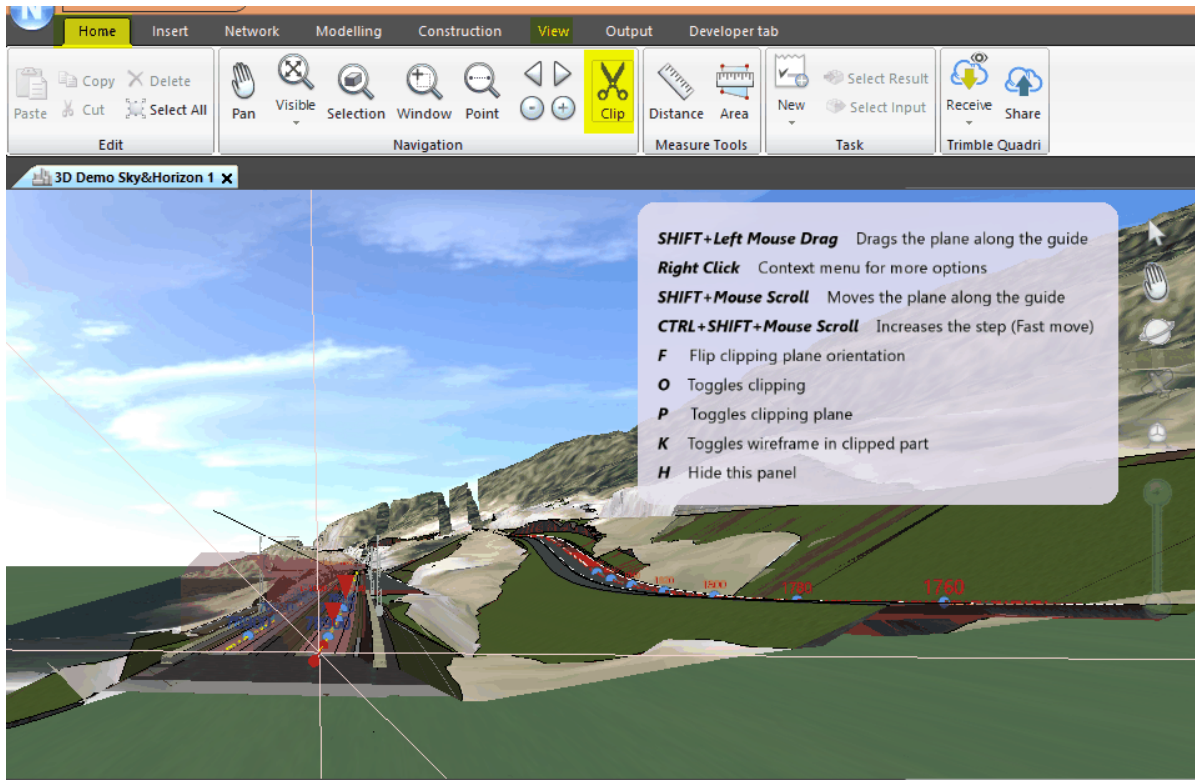 N
Home Insert Network Modelling Construction View Output Developer tab
Paste Copy Delete Cut Select All
Pan Visible Selection Window Point Clip
Distance Area
New Select Result Select Input
Receive Share
Edit Navigation Measure Tools Task Trimble Quadri
3D Demo Sky&Horizon 1
SHIFT+Left Mouse Drag Drags the plane along the guide
Right Click Context menu for more options
SHIFT+Mouse Scroll Moves the plane along the guide
CTRL+SHIFT+Mouse Scroll Increases the step (Fast move)
F Flip clipping plane orientation
O Toggles clipping
P Toggles clipping plane
K Toggles wireframe in clipped part
H Hide this panel
1800 1780 1760